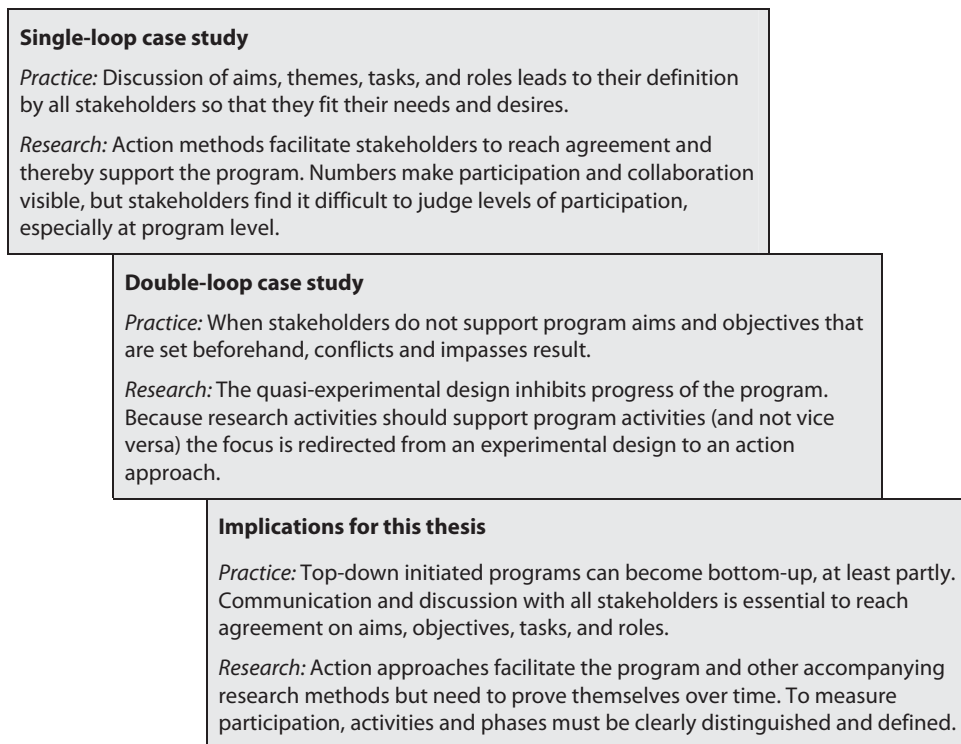 Single-loop case study
Practice: Discussion of aims, themes, tasks, and roles leads to their definition
by all stakeholders so that they fit their needs and desires.
Research: Action methods facilitate stakeholders to reach agreement and
thereby support the program. Numbers make participation and collaboration
visible, but stakeholders find it difficult to judge levels of participation,
especially at program level.
Double-loop case study
Practice: When stakeholders do not support program aims and objectives that
are set beforehand, conflicts and impasses result.
Research: The quasi-experimental design inhibits progress of the program.
Because research activities should support program activities (and not vice
versa) the focus is redirected from an experimental design to an action
approach.
Implications for this thesis
Practice: Top-down initiated programs can become bottom-up, at least partly.
Communication and discussion with all stakeholders is essential to reach
agreement on aims, objectives, tasks, and roles.
Research: Action approaches facilitate the program and other accompanying
research methods but need to prove themselves over time. To measure
participation, activities and phases must be clearly distinguished and defined.